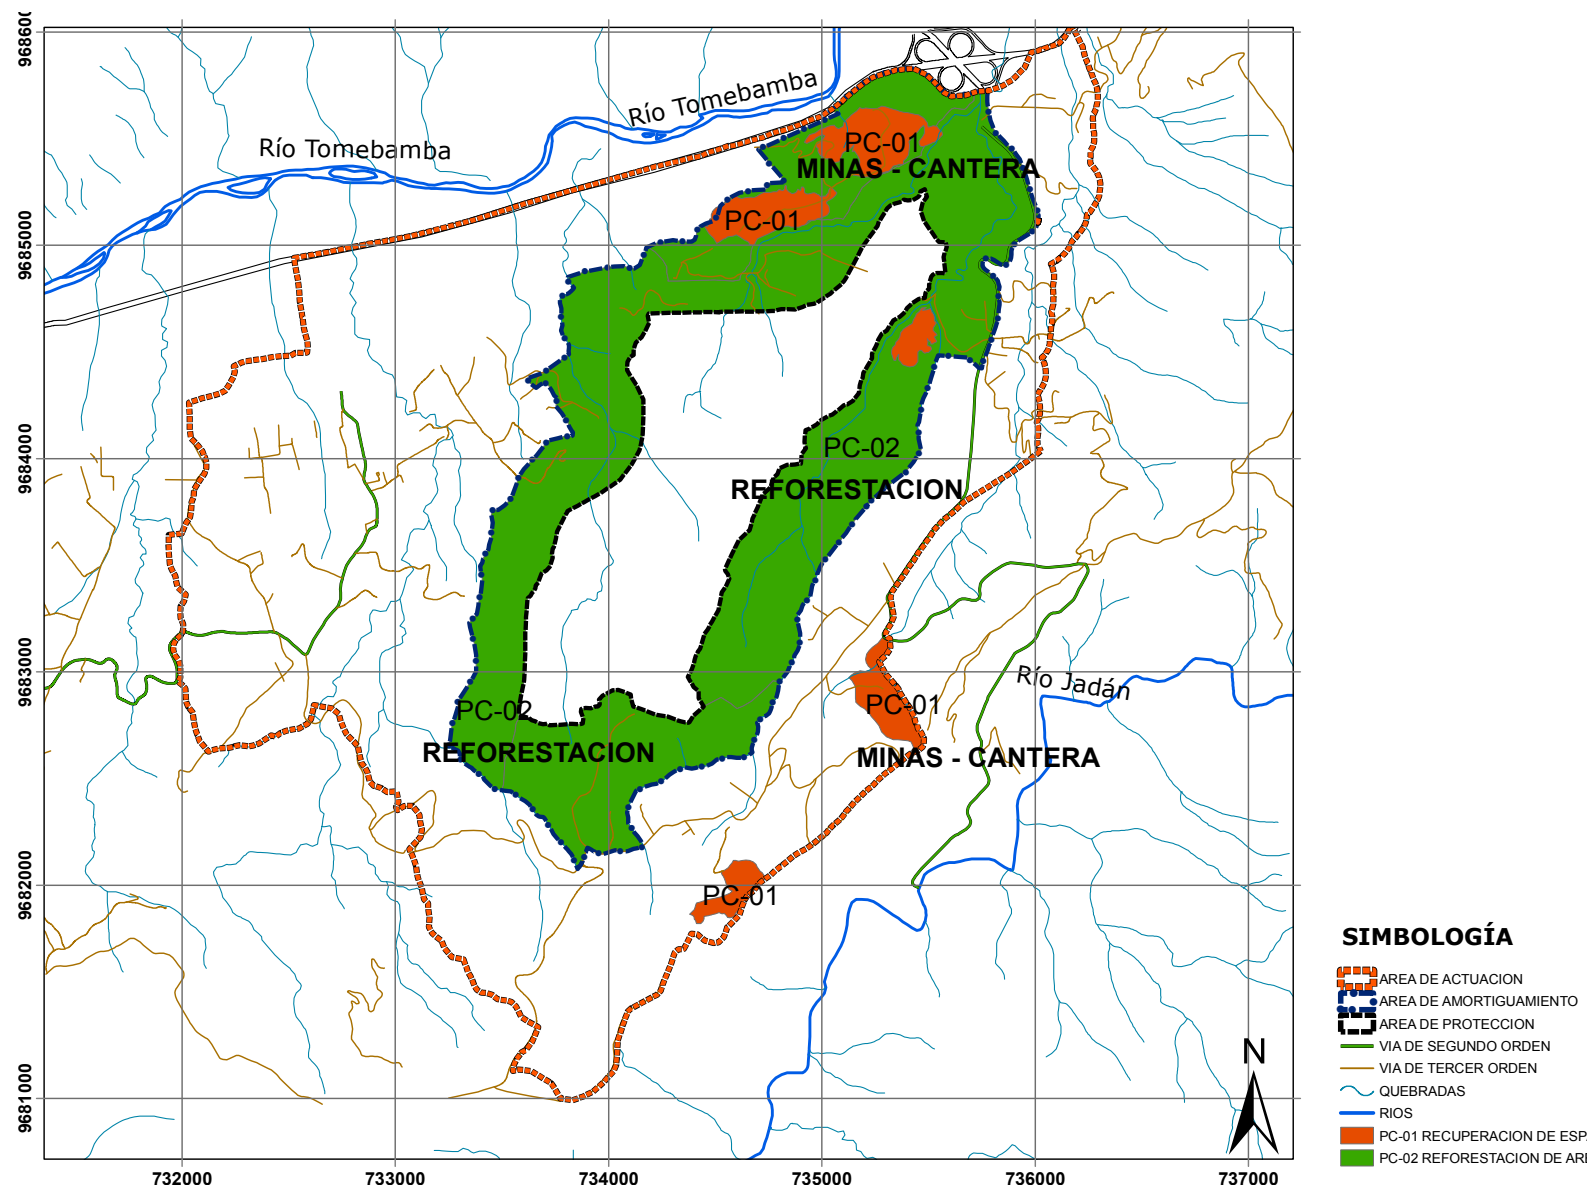 Río Tomebamba
Río Tomebamba
PC-01
MINAS - CANTERA
PC-01
PC-02
REFORESTACION
Río Jadán
PC-01
PC-02
REFORESTACION
MINAS - CANTERA
PC-01
9685000
9684000
9683000
9682000
9681000
732000
733000
734000
735000
736000
737000
N
SIMBOLOGÍA
AREA DE ACTUACION
AREA DE AMORTIGUAMIENTO
AREA DE PROTECCION
VIA DE SEGUNDO ORDEN
VIA DE TERCER ORDEN
QUEBRADAS
RIOS
PC-01 RECUPERACION DE
PC-02 REFORESTACION DE